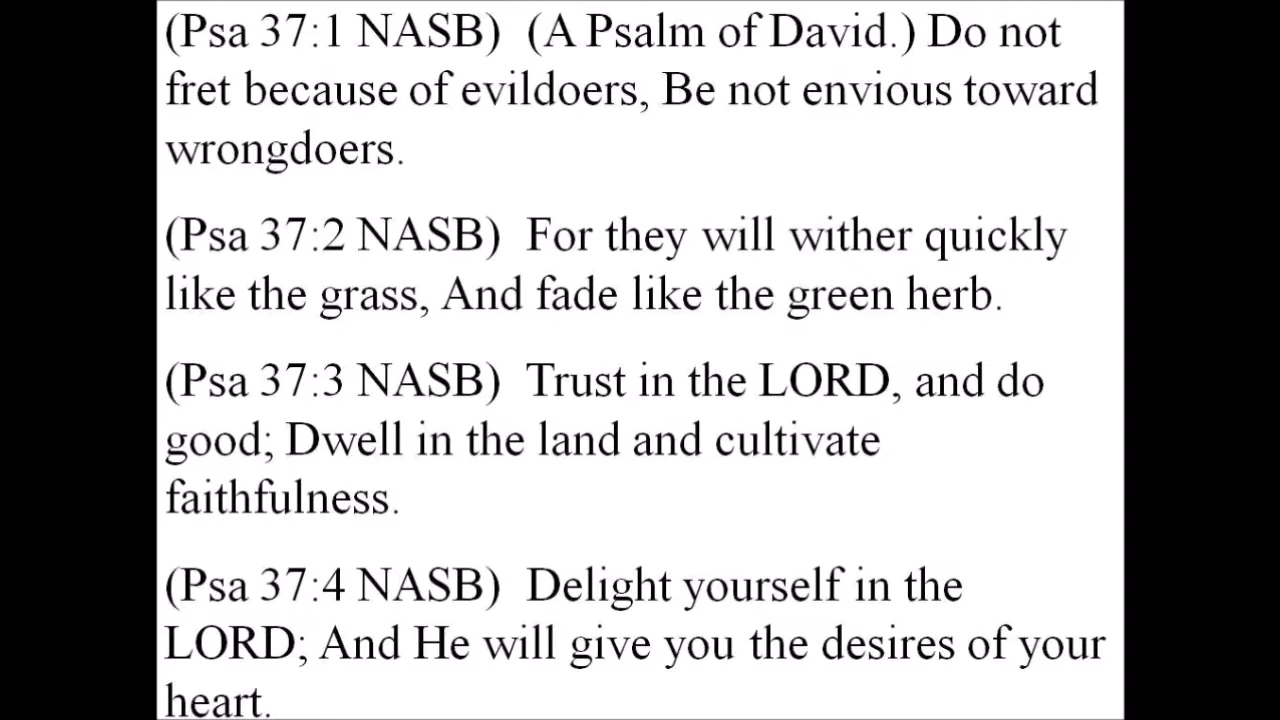 (Psa 37:1 NASB)  (A Psalm of David.) Do not
fret because of evildoers, Be not envious toward
wrongdoers.
(Psa 37:2 NASB)  For they will wither quickly
like the grass, And fade like the green herb.
(Psa 37:3 NASB)  Trust in the LORD, and do
good; Dwell in the land and cultivate
faithfulness.
(Psa 37:4 NASB)  Delight yourself in the
LORD; And He will give you the desires of your
heart.